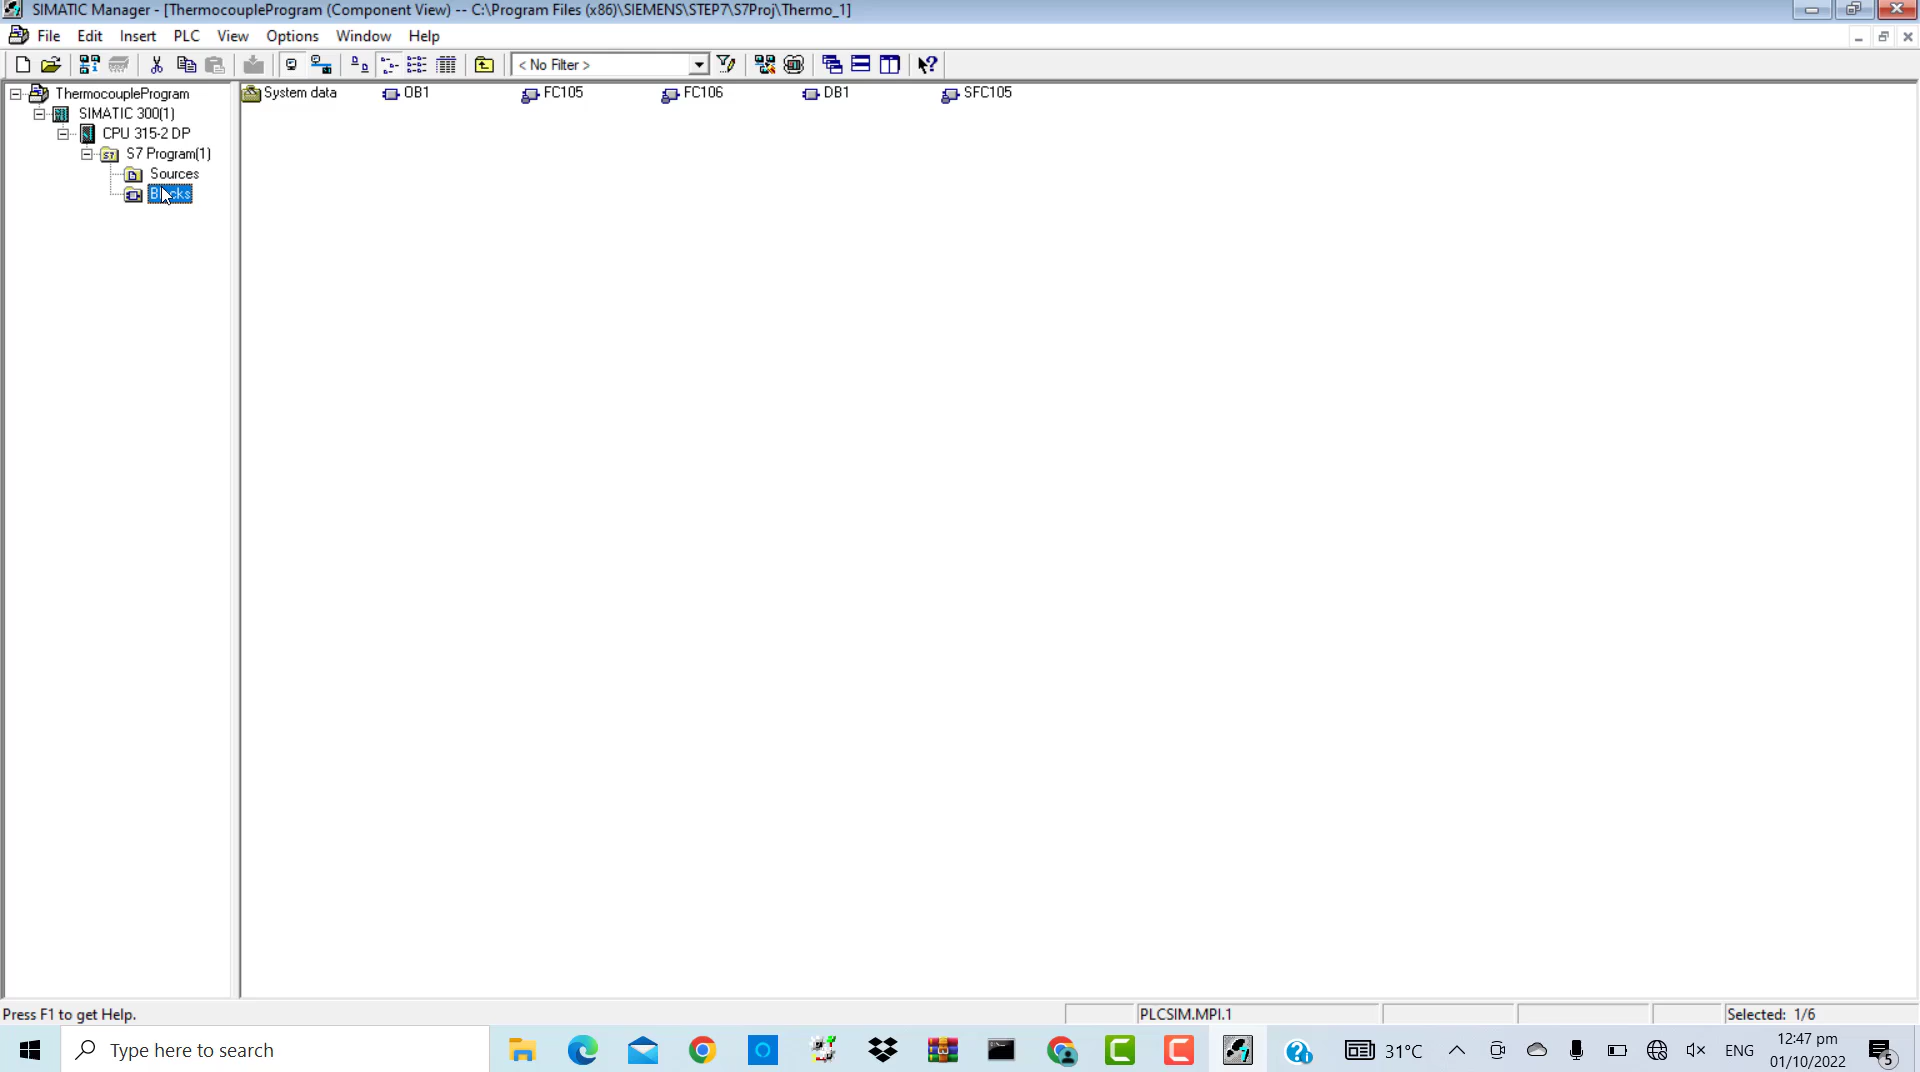 SIMATIC Manager - [ThermocoupleProgram (Component View) -- C:\Program Files (x86)\SIEMENS\STEP7\S7Proj\Thermo_1]
File Edit Insert PLC View Options Window Help
< No Filter >
ThermocoupleProgram
SIMATIC 300(1)
CPU 315-2 DP
S7 Program(1)
Sources
Blocks
System data OB1 FC105 FC106 DB1 SFC105
Press F1 to get Help.
PLCSIM.MPI.1
Selected: 1/6
Type here to search
31°C
ENG
12:47 pm
01/10/2022
5